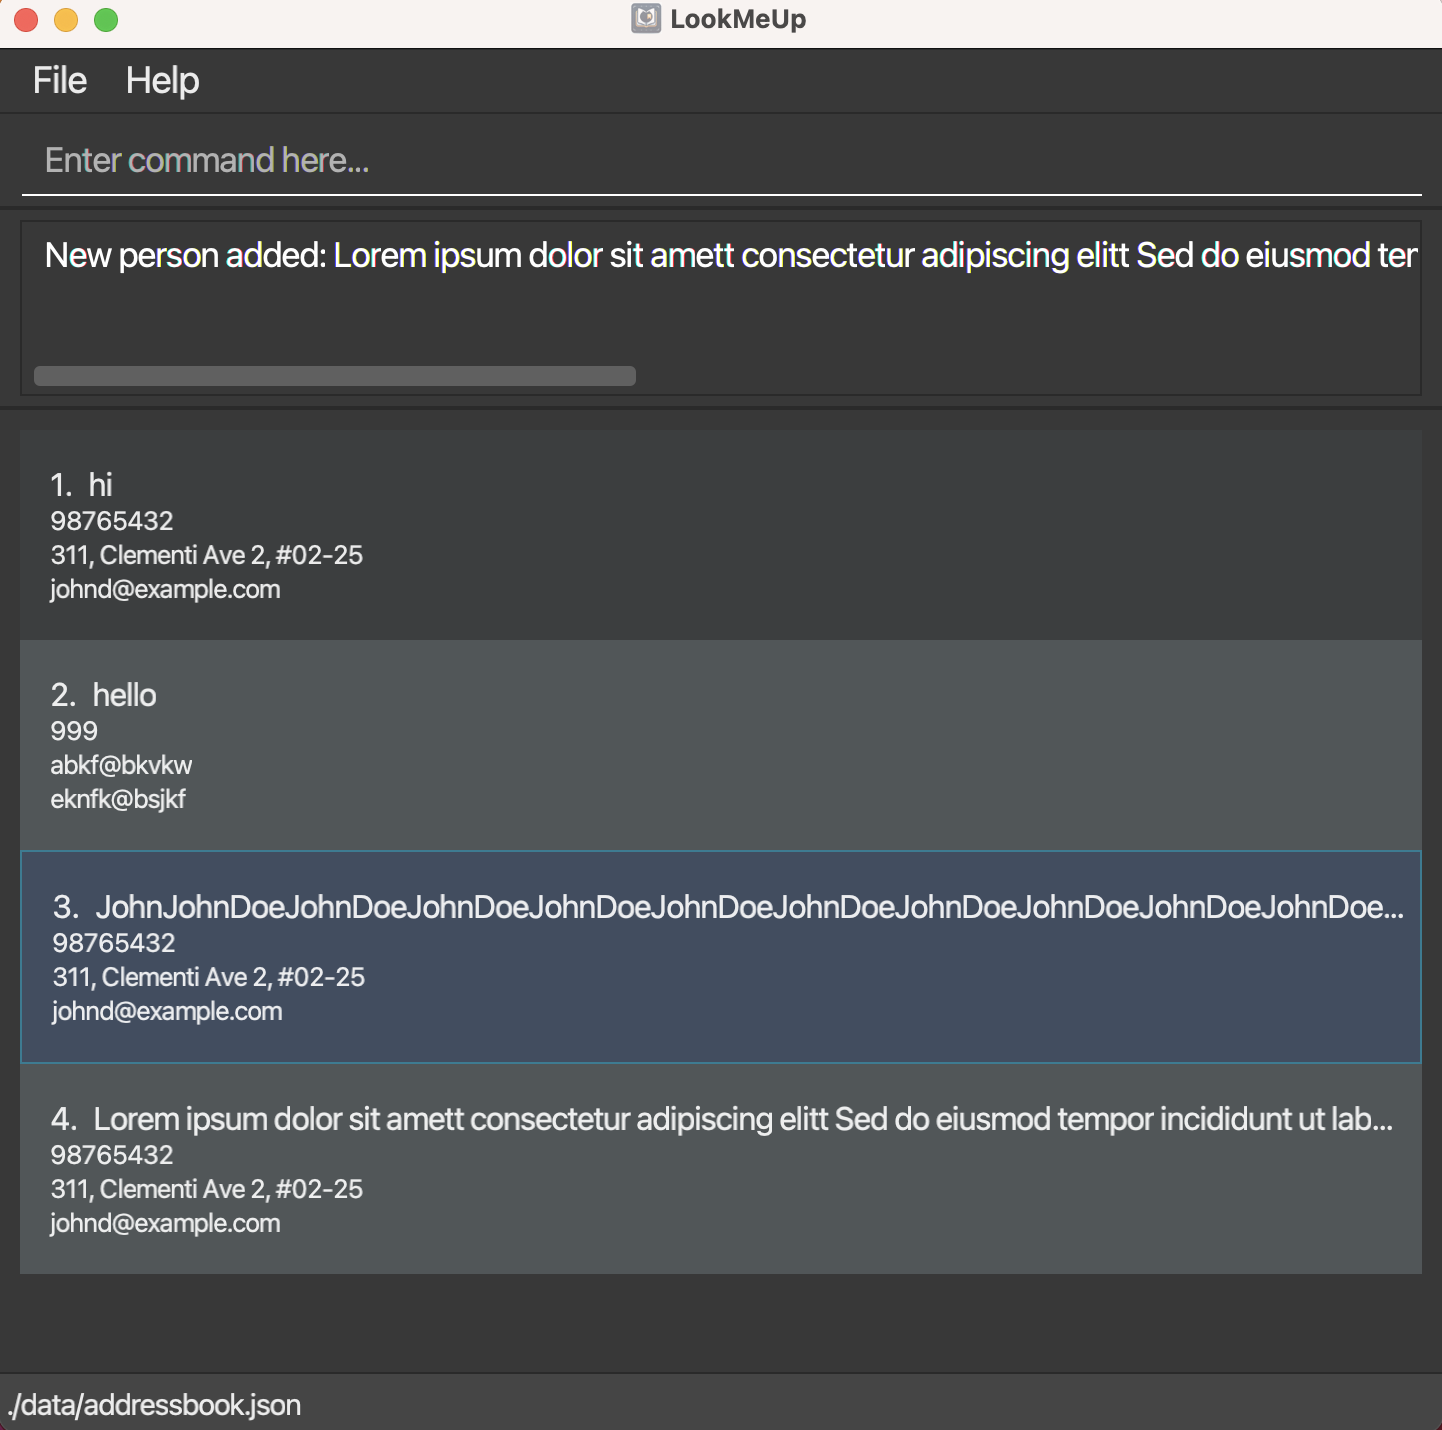 LookMeUp
File Help
Enter command here...
New person added: Lorem ipsum dolor sit amett consectetur adipiscing elitt Sed do eiusmod ter
1. hi
98765432
311, Clementi Ave 2, #02-25
johnd@example.com
2. hello
999
abkf@bkvkw
eknfk@bsjkf
3. JohnJohnDoeJohnDoeJohnDoeJohnDoeJohnDoeJohnDoeJohnDoeJohnDoeJohnDoeJohnDoe...
98765432
311, Clementi Ave 2, #02-25
johnd@example.com
4. Lorem ipsum dolor sit amett consectetur adipiscing elitt Sed do eiusmod tempor incididunt ut lab...
98765432
311, Clementi Ave 2, #02-25
johnd@example.com
./data/addressbook.json